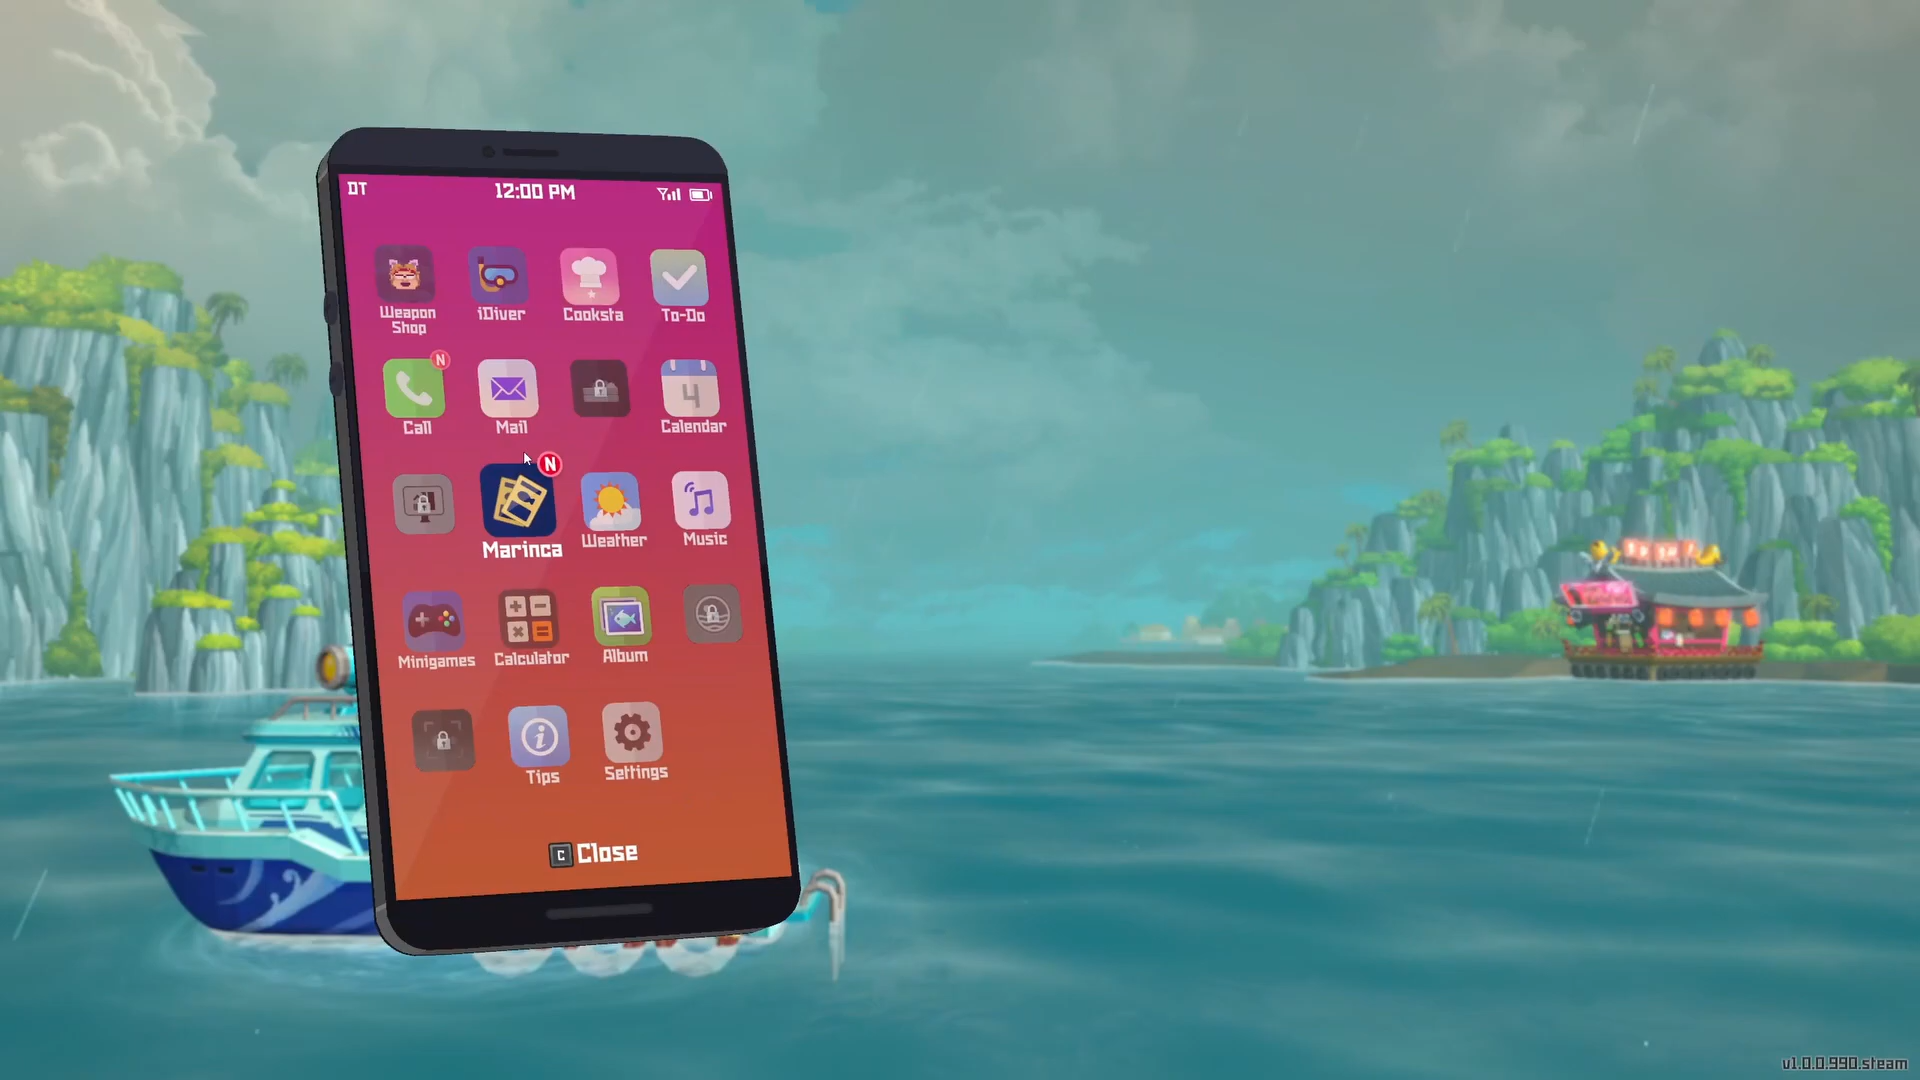 DT
12:00 PM
Weapon
Shop
iDiver
Cooksta
To-Do
N
Call
Mail
4
Calendar
N
Marinca
Weather
Music
Minigames
Calculator
Album
Tips
Settings
C Close
v1.0.0.990.steam